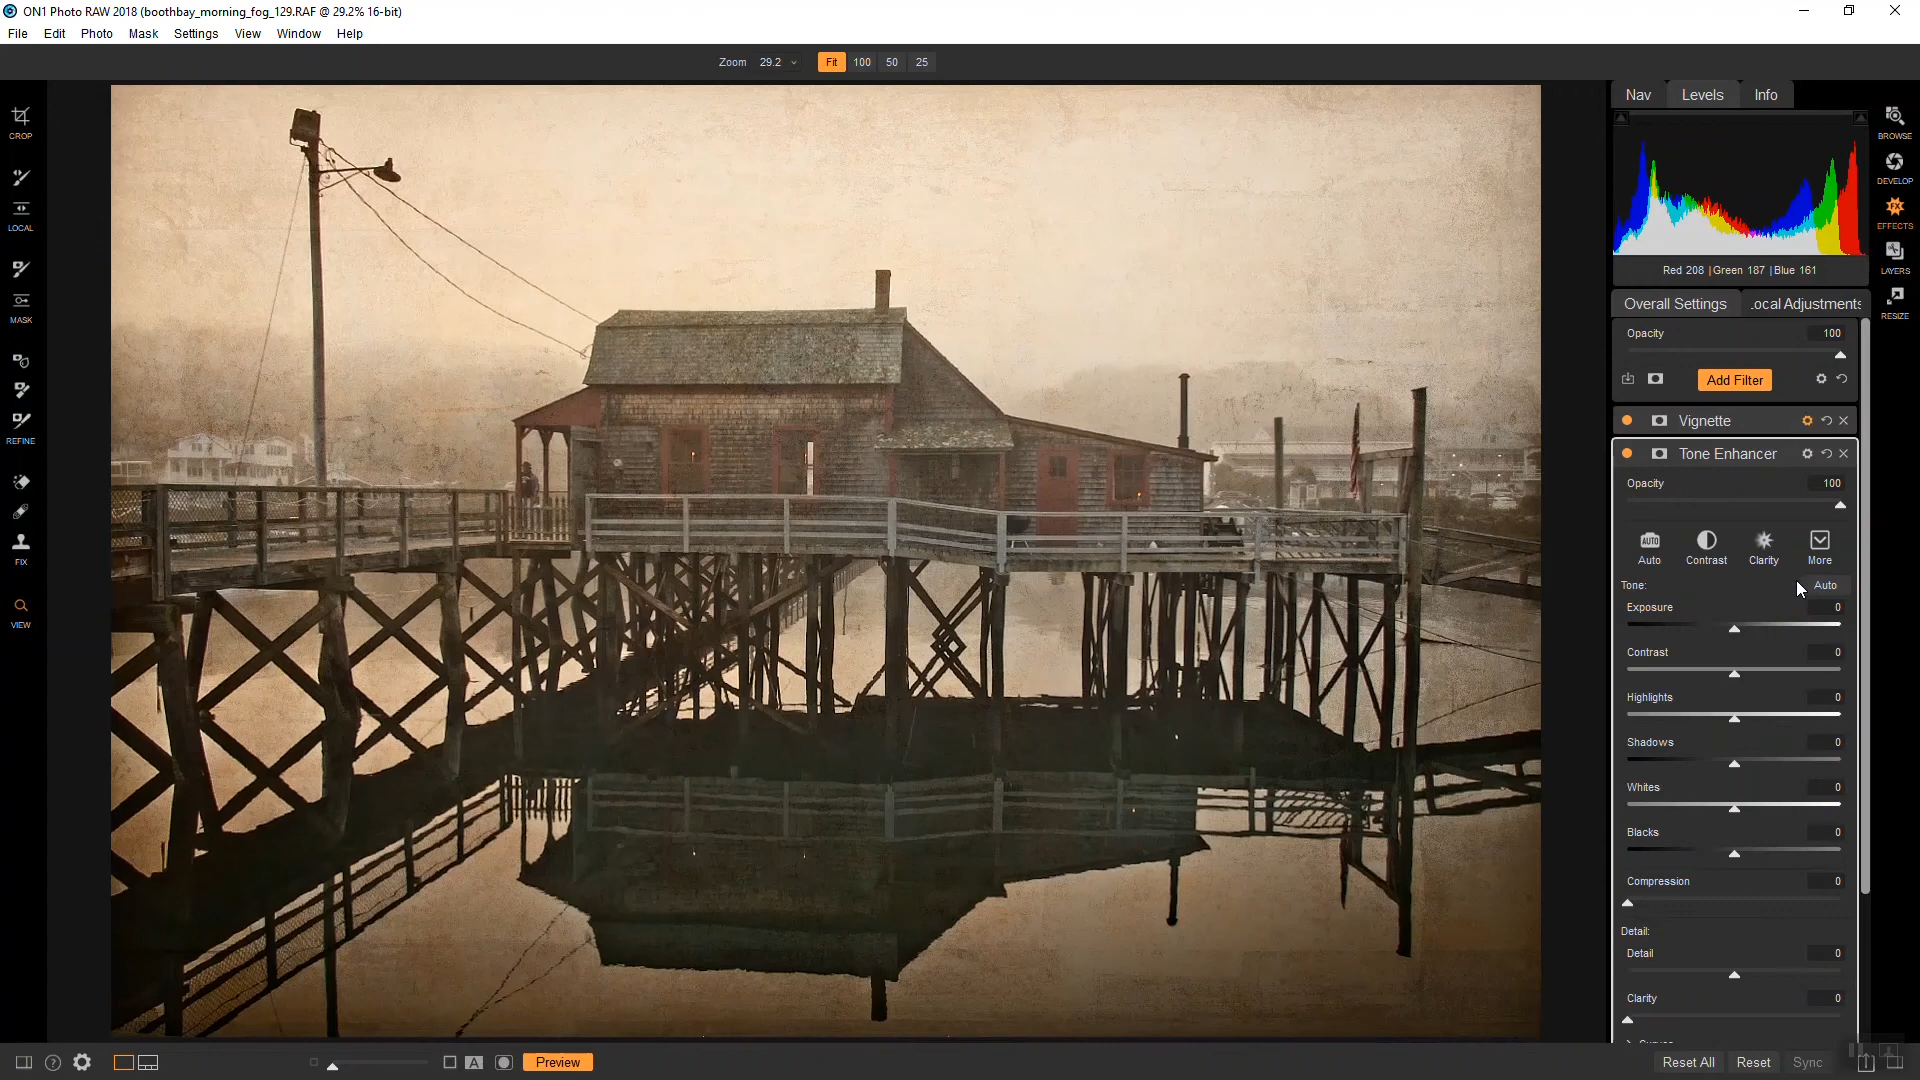 ON1 Photo RAW 2018 (boothbay_morning_fog_129.RAF @ 29.2% 16-bit)
File Edit Photo Mask Settings View Window Help
Zoom 29.2 Fit 100 50 25
Nav Levels Info
CROP
LOCAL
MASK
REFINE
FIX
VIEW
BROWSE
DEVELOP
FX
EFFECTS
LAYERS
RESIZE
Red 208 |Green 187 |Blue 161
Overall Settings .ocal Adjustments
Opacity 100
Add Filter
Vignette
Tone Enhancer
Opacity 100
AUTO
Auto Contrast Clarity More
Tone: Auto
Exposure 0
Contrast 0
Highlights 0
Shadows 0
Whites 0
Blacks 0
Compression 0
Detail:
Detail 0
Clarity 0
? A Preview
Reset All Reset Sync